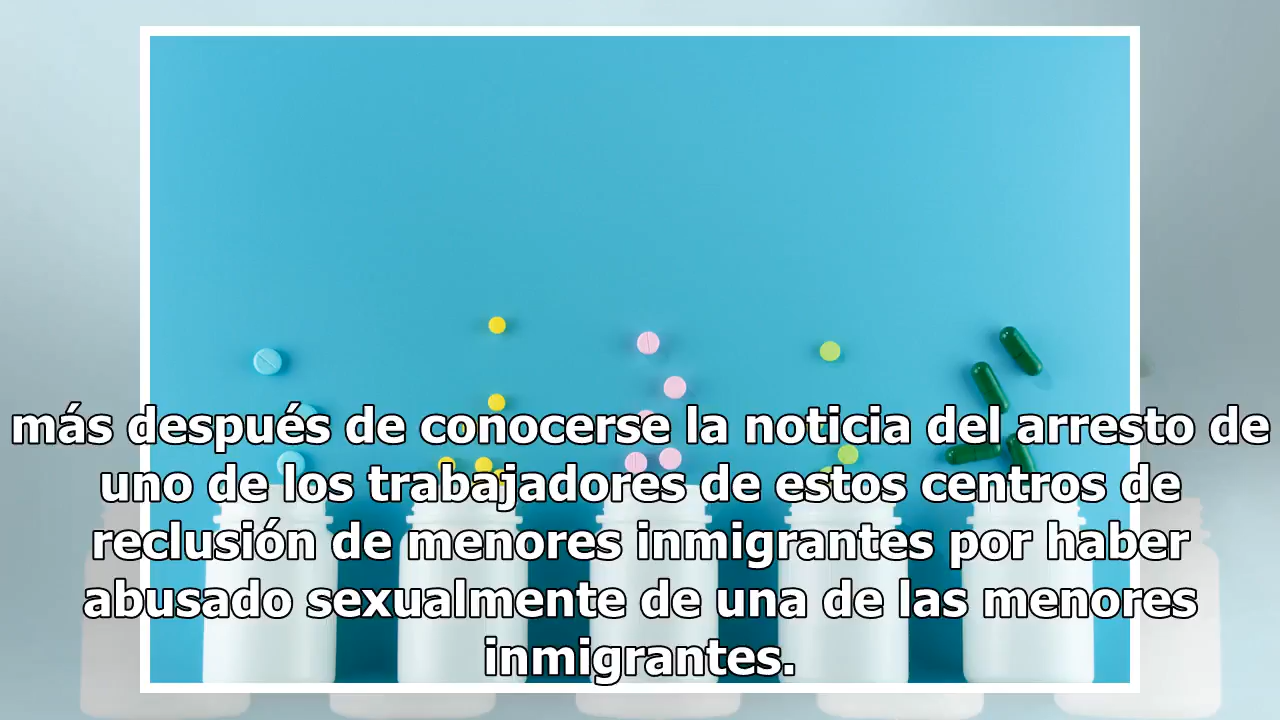 más después de conocerse la noticia del arresto de
uno de los trabajadores de estos centros de
reclusión de menores inmigrantes por haber
abusado sexualmente de una de las menores
inmigrantes.